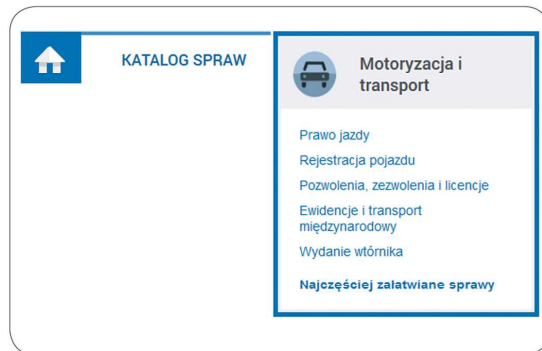 KATALOG SPRAW
Motoryzacja i
transport
Prawo jazdy
Rejestracja pojazdu
Pozwolenia, zezwolenia i licencje
Ewidencje i transport
międzynarodowy
Wydanie wtórnika
Najczęściej załatwiane sprawy